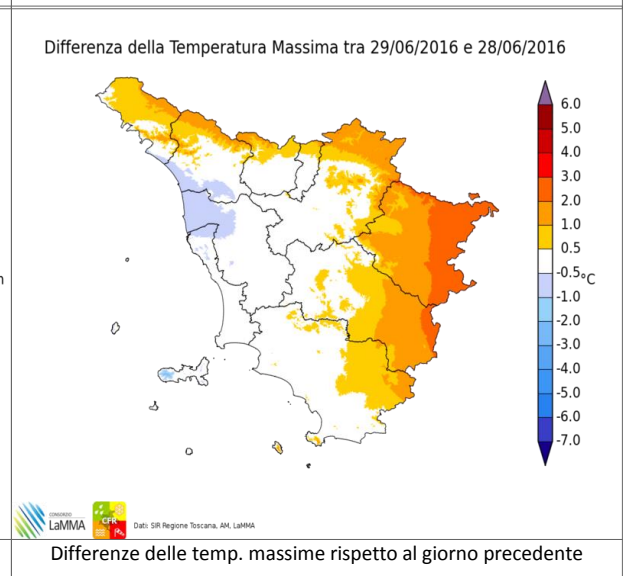 Differenza della Temperatura Massima tra 29/06/2016 e 28/06/2016
6.0
5.0
4.0
3.0
2.0
1.0
0.5
-0.5
°C
-1.0
-2.0
-3.0
-4.0
-5.0
-6.0
-7.0
CONSORZIO
LaMMA
CFR
Dati: SIR Regione Toscana, AM, LaMMA
Differenze delle temp. massime rispetto al giorno precedente